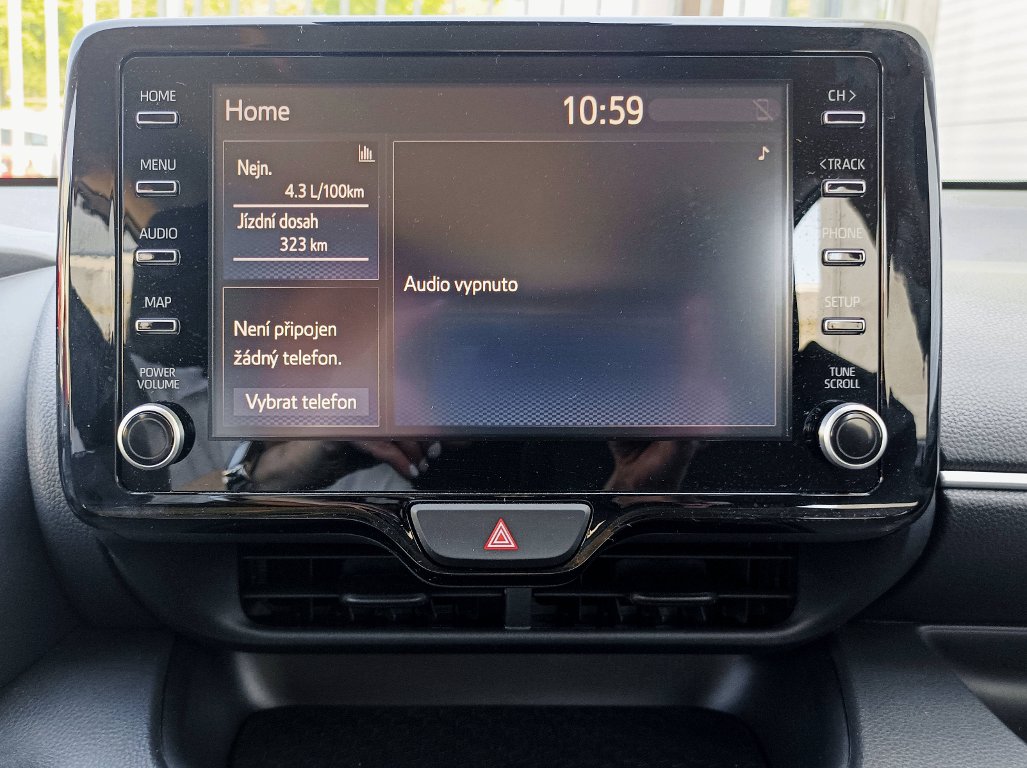 HOME
MENU
AUDIO
MAP
POWER
VOLUME
Home
10:59
Nejn.
4.3 L/100km
Jízdní dosah
323 km
Není připojen
žádný telefon.
Vybrat telefon
Audio vypnuto
CH >
<TRACK
PHONE
SETUP
TUNE
SCROLL